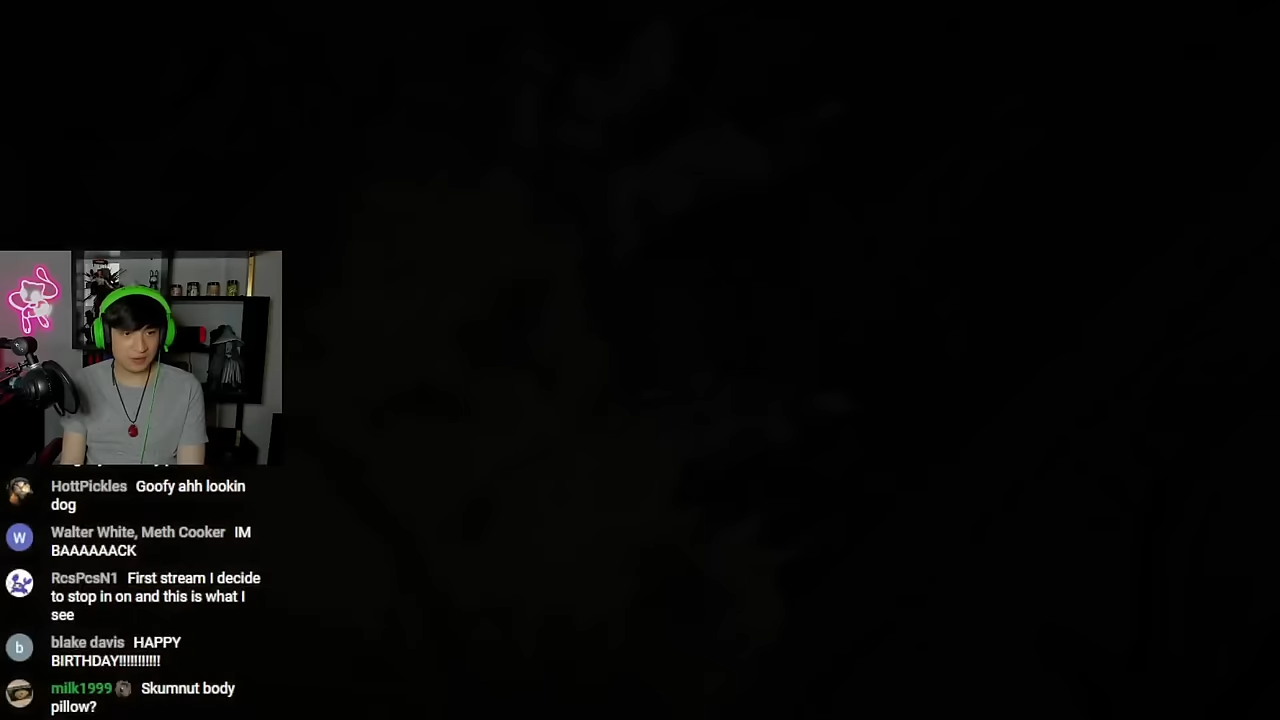 HottPickles Goofy ahh lookin
dog
Walter White, Meth Cooker IM
BAAAAAACK
RcsPcsN1 First stream I decide
to stop in on and this is what I
see
blake davis HAPPY
BIRTHDAY!!!!!!!!!!!
milk1999 Skumnut body
pillow?